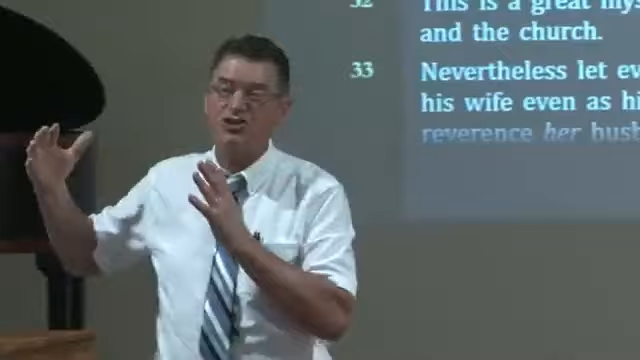 32 This is a great
and the church.
33 Nevertheless let
his wife even as
reverence her